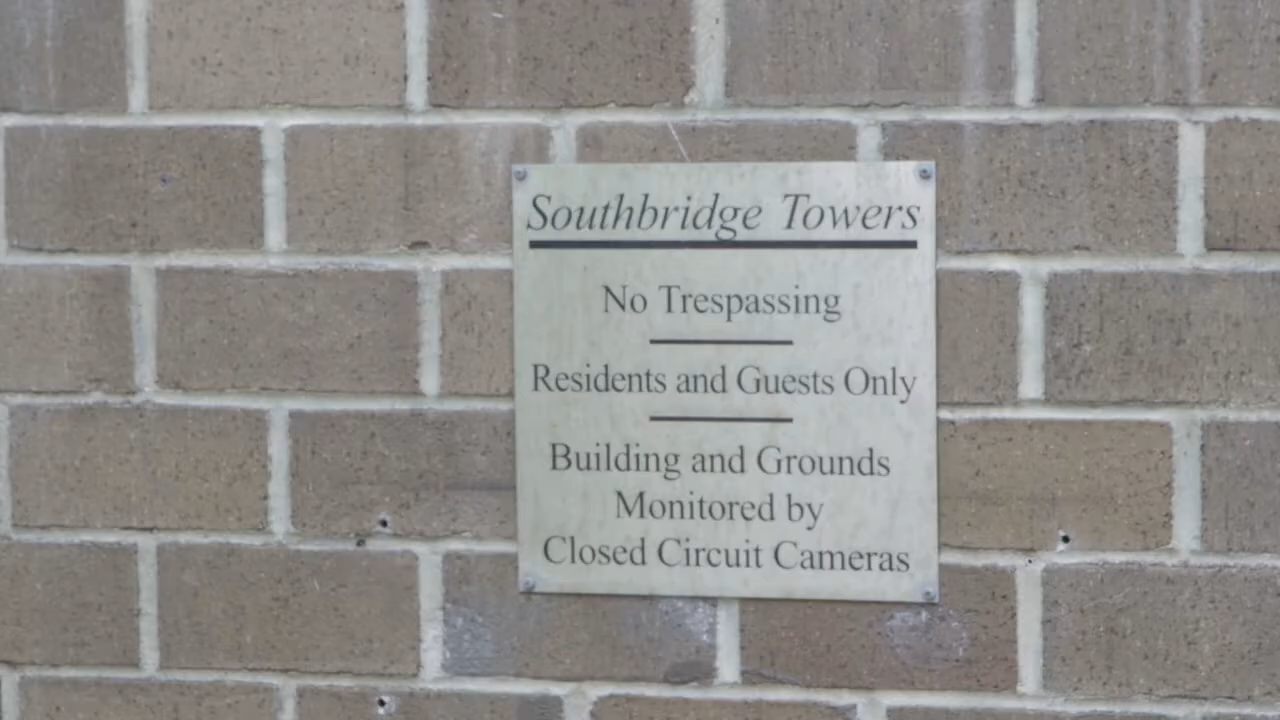 Southbridge Towers
No Trespassing
Residents and Guests Only
Building and Grounds
Monitored by
Closed Circuit Cameras